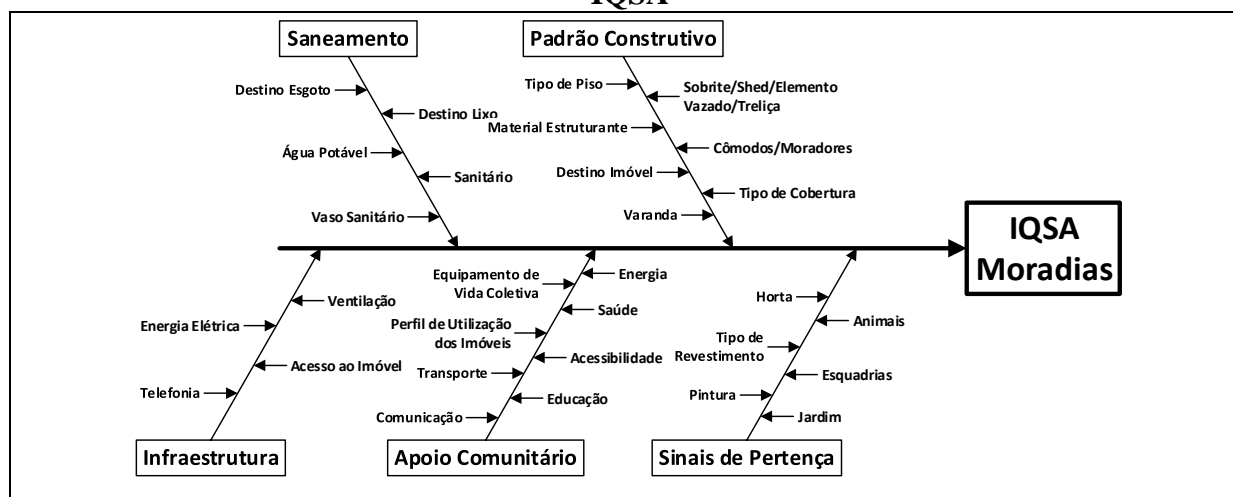 IQSA
Saneamento
Padrão Construtivo
Destino Esgoto
Destino Lixo
Água Potável
Sanitário
Vaso Sanitário
Tipo de Piso
Sobrite/Shed/Elemento
Vazado/Treliça
Material Estruturante
Cômodos/Moradores
Destino Imóvel
Tipo de Cobertura
Varanda
IQSA
Moradias
Ventilação
Energia Elétrica
Acesso ao Imóvel
Telefonia
Infraestrutura
Energia
Equipamento de
Vida Coletiva
Saúde
Perfil de Utilização
dos Imóveis
Acessibilidade
Transporte
Educação
Comunicação
Apoio Comunitário
Horta
Animais
Tipo de
Revestimento
Esquadrias
Pintura
Jardim
Sinais de Pertença